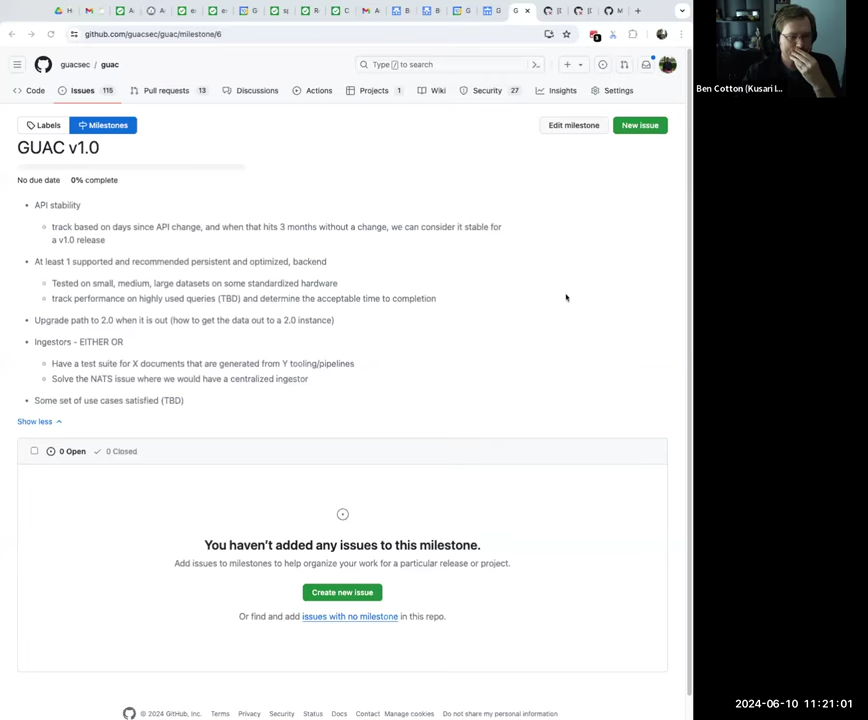 github.com/guacsec/guac/milestone/6
guacsec / guac
Type / to search
Code
Issues 115
Pull requests 13
Discussions
Actions
Projects 1
Wiki
Security 27
Insights
Settings
Labels
Milestones
Edit milestone
New issue
GUAC v1.0
No due date 0% complete
API stability
track based on days since API change, and when that hits 3 months without a change, we can consider it stable for
a v1.0 release
At least 1 supported and recommended persistent and optimized, backend
Tested on small, medium, large datasets on some standardized hardware
track performance on highly used queries (TBD) and determine the acceptable time to completion
Upgrade path to 2.0 when it is out (how to get the data out to a 2.0 instance)
Ingestors - EITHER OR
Have a test suite for X documents that are generated from Y tooling/pipelines
Solve the NATS issue where we would have a centralized ingestor
Some set of use cases satisfied (TBD)
Show less
0 Open 0 Closed
You haven't added any issues to this milestone.
Add issues to milestones to help organize your work for a particular release or project.
Create new issue
Or find and add issues with no milestone in this repo.
© 2024 GitHub, Inc. Terms Privacy Security Status Docs Contact Manage cookies Do not share my personal information
Ben Cotton (Kusari I...
2024-06-10 11:21:01